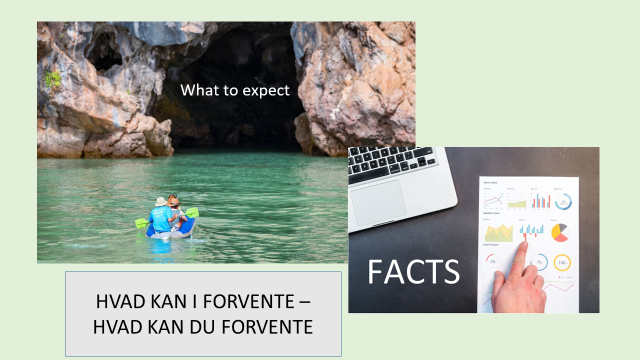 What to expect
FACTS
HVAD KAN I FORVENTE –
HVAD KAN DU FORVENTE